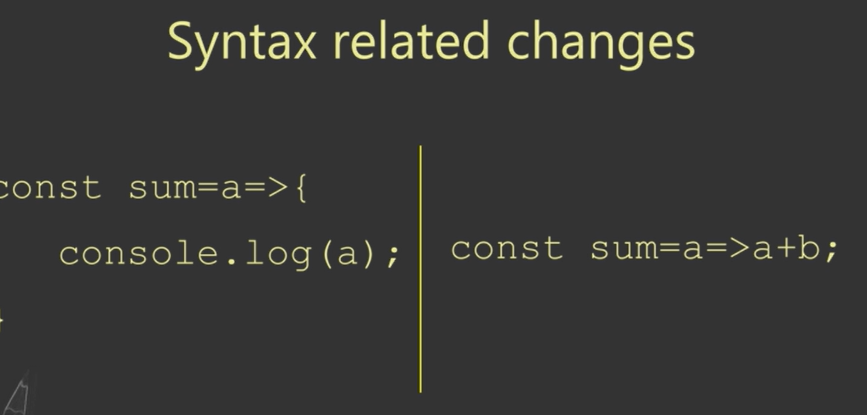 Syntax related changes
const sum=a=>{
console.log(a);
}
const sum=a=>a+b;